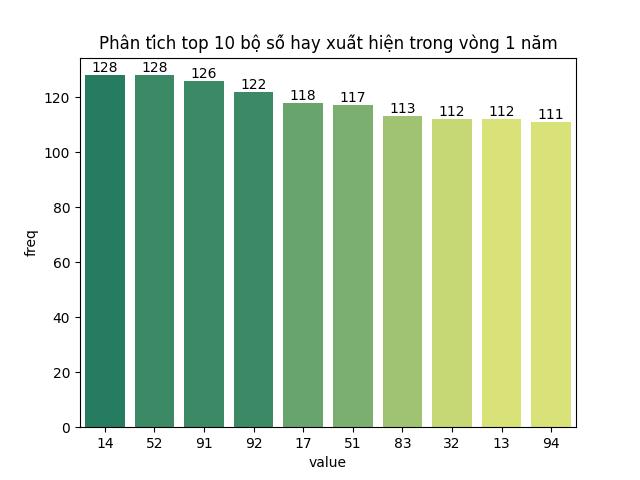 Phân tích top 10 bộ số hay xuất hiện trong vòng 1 năm
128 128 126 122 118 117 113 112 112 111
120
100
80
60
40
20
0
freq
14 52 91 92 17 51 83 32 13 94
value